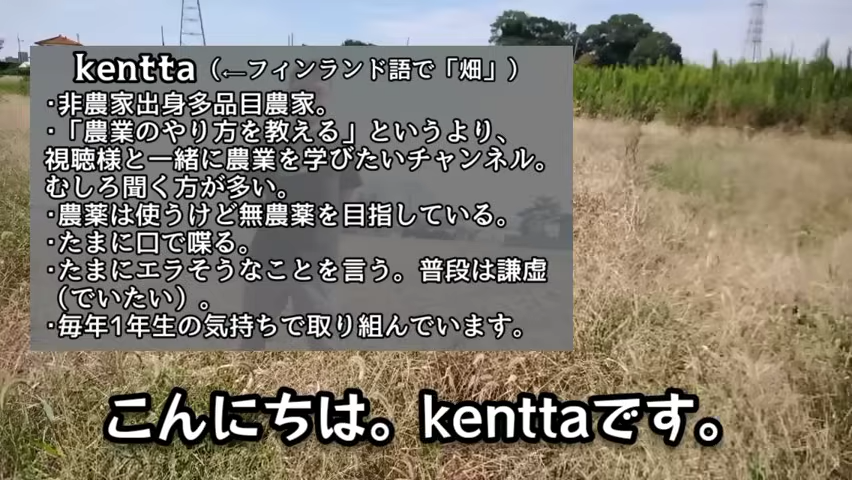 kentta（←フィンランド語で「畑」）
・非農家出身多品目農家。
・「農業のやり方を教える」というより、
視聴様と一緒に農業を学びたいチャンネル。
むしろ聞く方が多い。
・農薬は使うけど無農薬を目指している。
・たまに口で喋る。
・たまにエラそうなことを言う。普段は謙虚
（でいたい）。
・毎年1年生の気持ちで取り組んでいます。
こんにちは。kenttaです。